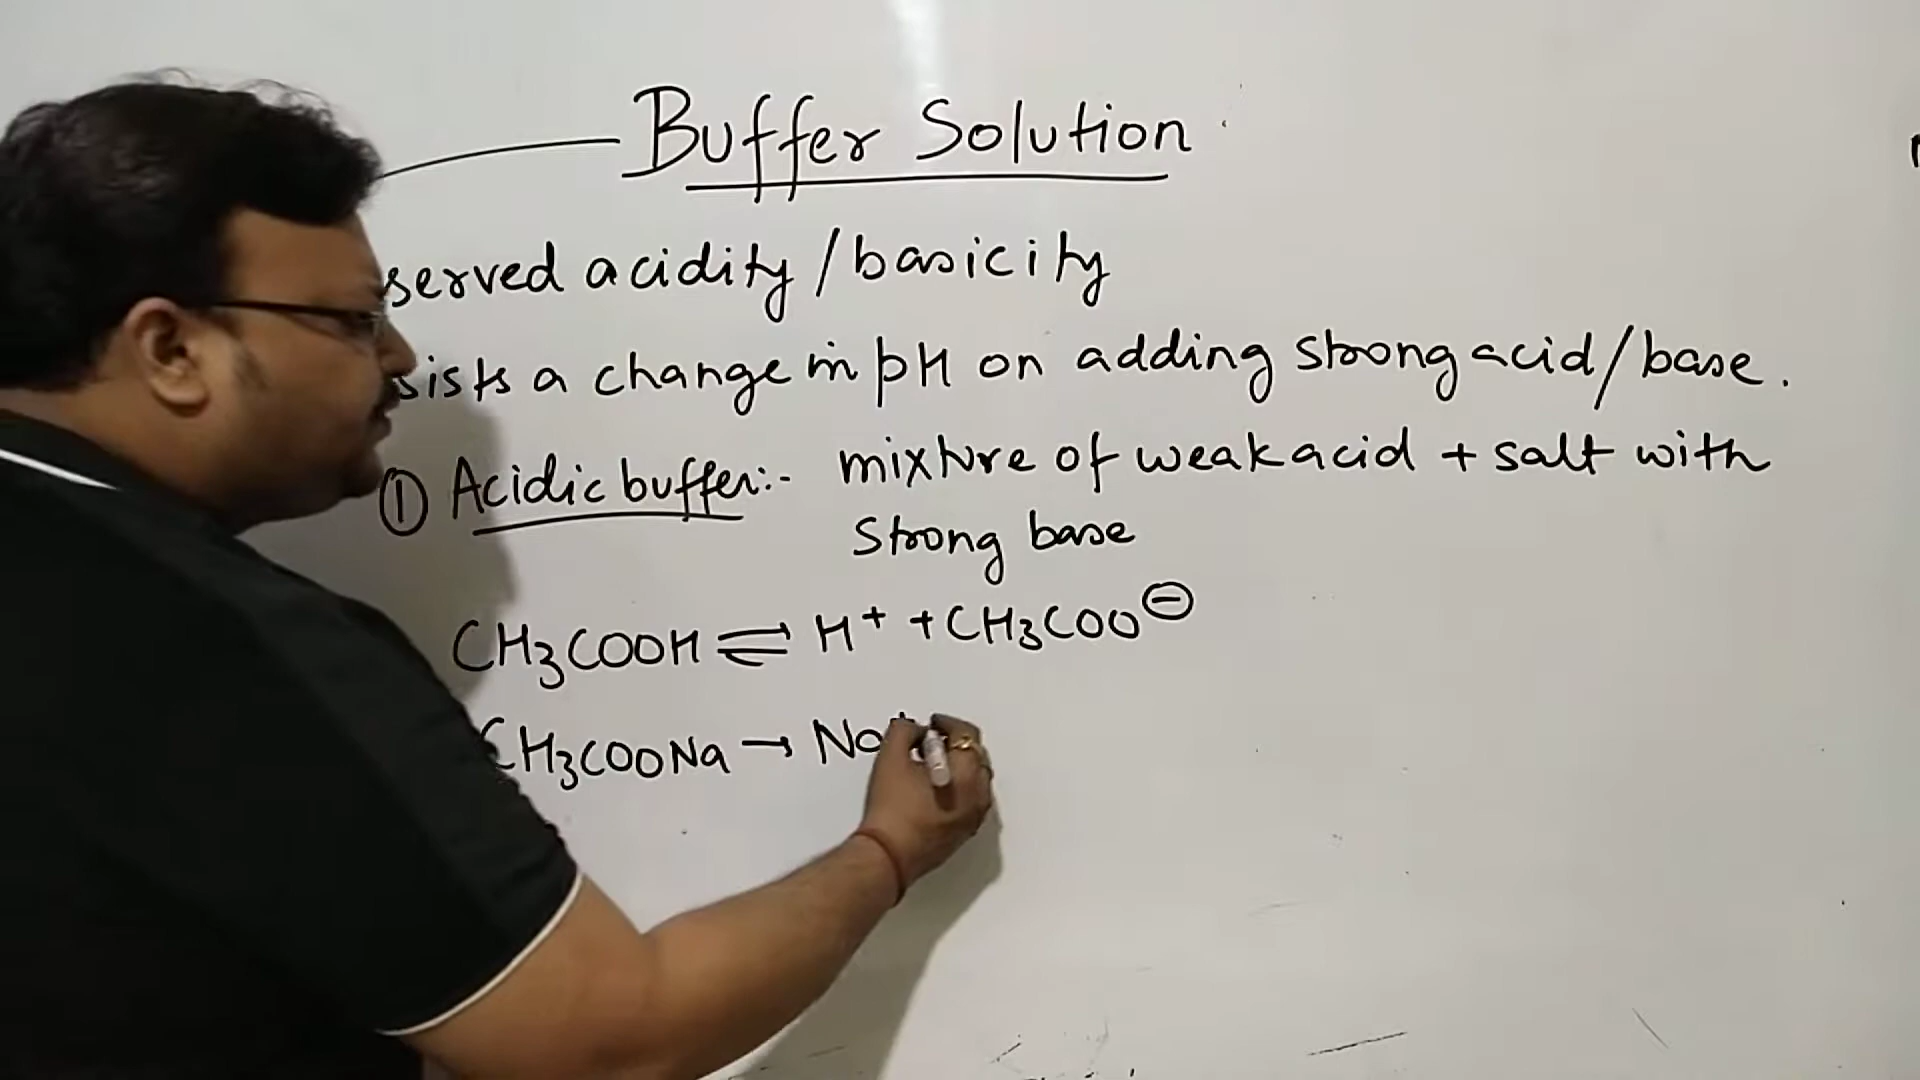 Buffer Solution
served acidity/basicity
sists a change in pH on adding strong acid/base.
① Acidic buffer:- mixture of weak acid + salt with
Strong base
CH3COOH ⇌ H+ + CH3COO⊖
CH3COONa → Na+